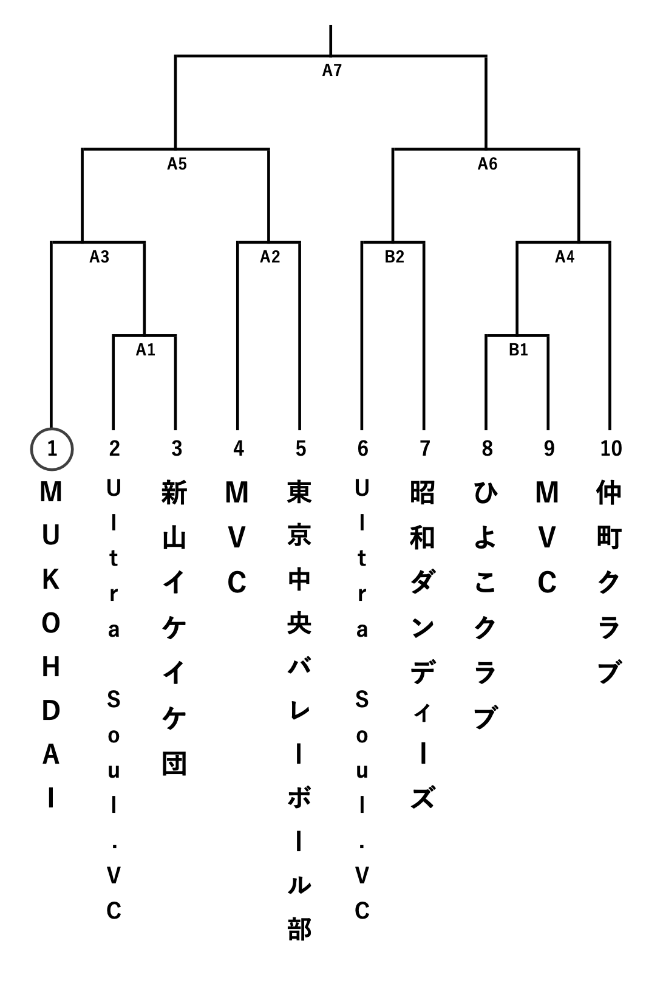 A7
A5
A6
A3
A2
B2
A4
A1
B1
1
2
3
4
5
6
7
8
9
10
MUKOHDAI
Ultra Soul.VC
新山イケイケ団
MVC
東京中央バレーボール部
Ultra Soul.VC
昭和ダンディーズ
ひよこクラブ
MVC
仲町クラブ